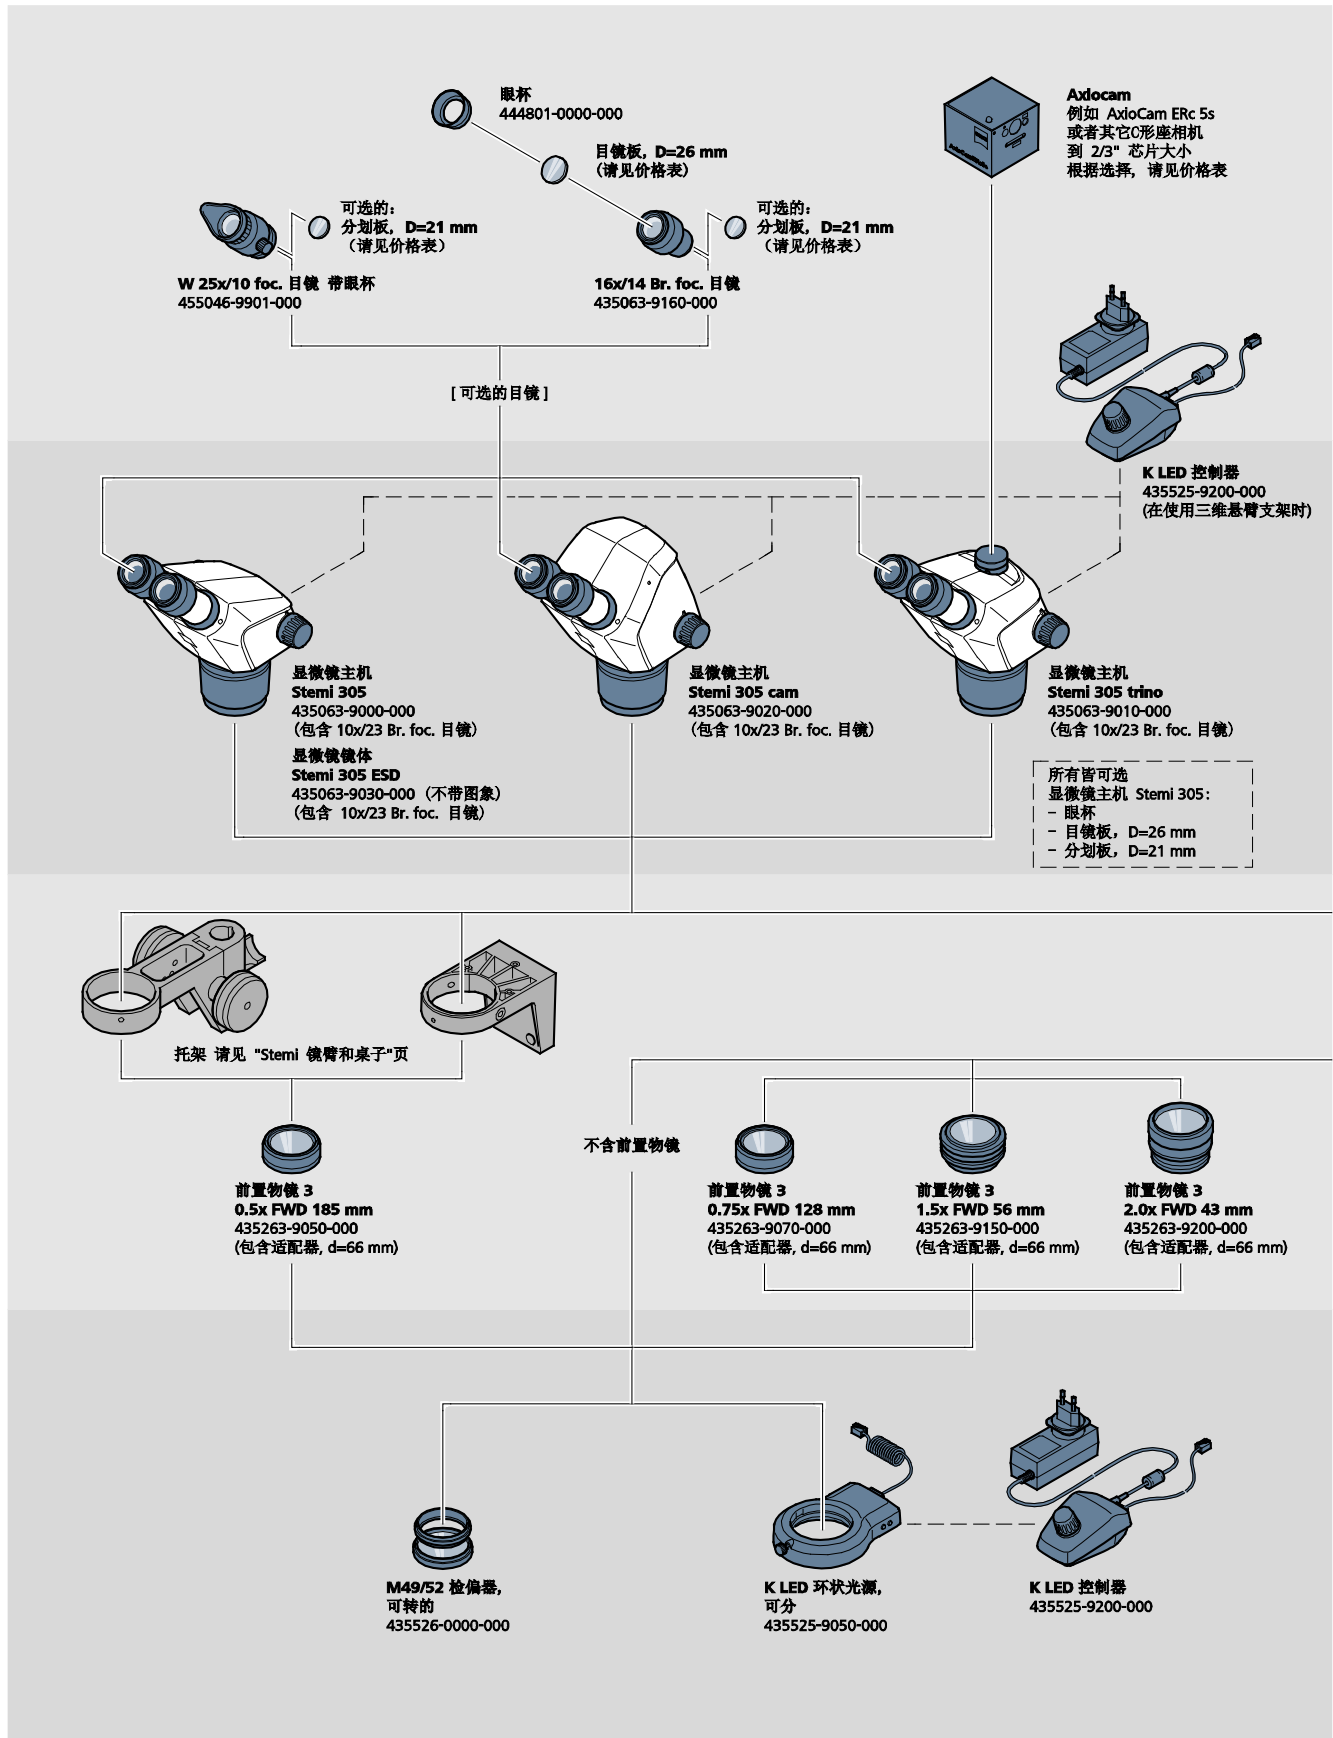 眼杯
444801-0000-000
目镜板, D=26 mm
(请见价格表)
Axiocam
例如 AxioCam ERc 5s
或者其它C形座相机
到 2/3" 芯片大小
根据选择, 请见价格表
可选的:
分划板, D=21 mm
(请见价格表)
可选的:
分划板, D=21 mm
(请见价格表)
W 25x/10 foc. 目镜 带眼杯
455046-9901-000
16x/14 Br. foc. 目镜
435063-9160-000
[ 可选的目镜 ]
K LED 控制器
435525-9200-000
(在使用三维悬臂支架时)
显微镜主机
Stemi 305
435063-9000-000
(包含 10x/23 Br. foc. 目镜)
显微镜镜体
Stemi 305 ESD
435063-9030-000 (不带图象)
(包含 10x/23 Br. foc. 目镜)
显微镜主机
Stemi 305 cam
435063-9020-000
(包含 10x/23 Br. foc. 目镜)
显微镜主机
Stemi 305 trino
435063-9010-000
(包含 10x/23 Br. foc. 目镜)
所有皆可选
显微镜主机 Stemi 305:
- 眼杯
- 目镜板, D=26 mm
- 分划板, D=21 mm
托架 请见 "Stemi 镜臂和桌子"页
不含前置物镜
前置物镜 3
0.5x FWD 185 mm
435263-9050-000
(包含适配器, d=66 mm)
前置物镜 3
0.75x FWD 128 mm
435263-9070-000
(包含适配器, d=66 mm)
前置物镜 3
1.5x FWD 56 mm
435263-9150-000
(包含适配器, d=66 mm)
前置物镜 3
2.0x FWD 43 mm
435263-9200-000
(包含适配器, d=66 mm)
M49/52 检偏器,
可转的
435526-0000-000
K LED 环状光源,
可分
435525-9050-000
K LED 控制器
435525-9200-000